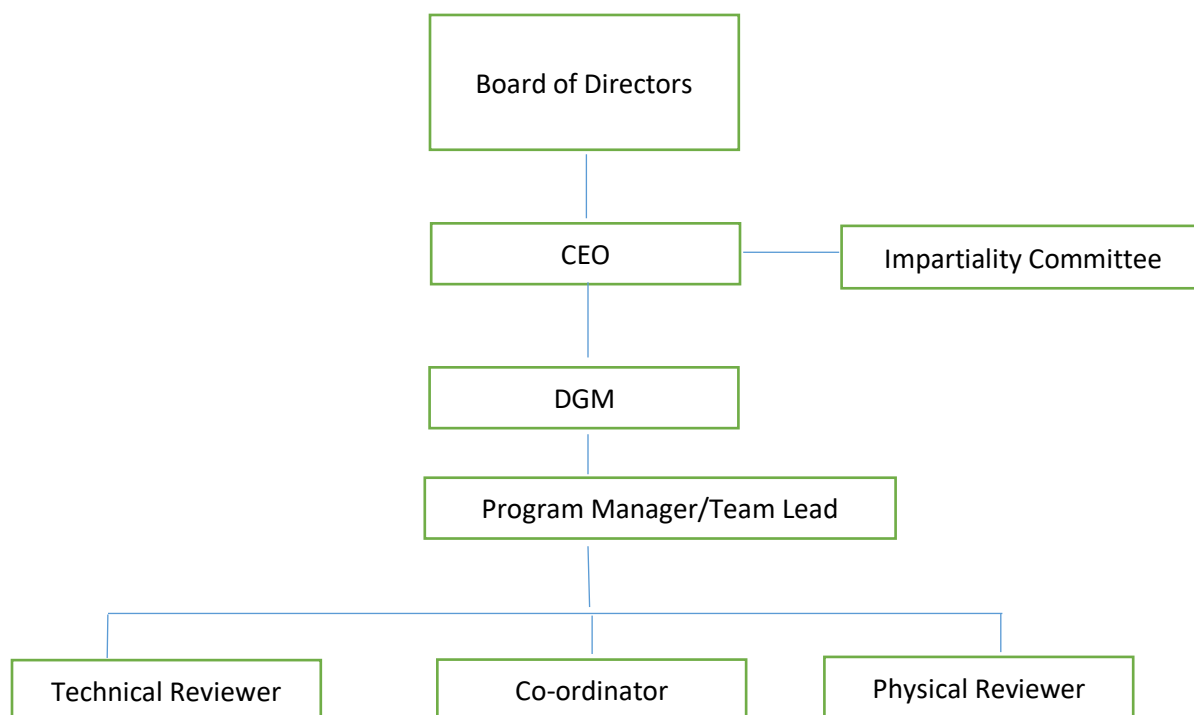 Board of Directors
CEO
Impartiality Committee
DGM
Program Manager/Team Lead
Technical Reviewer
Co-ordinator
Physical Reviewer